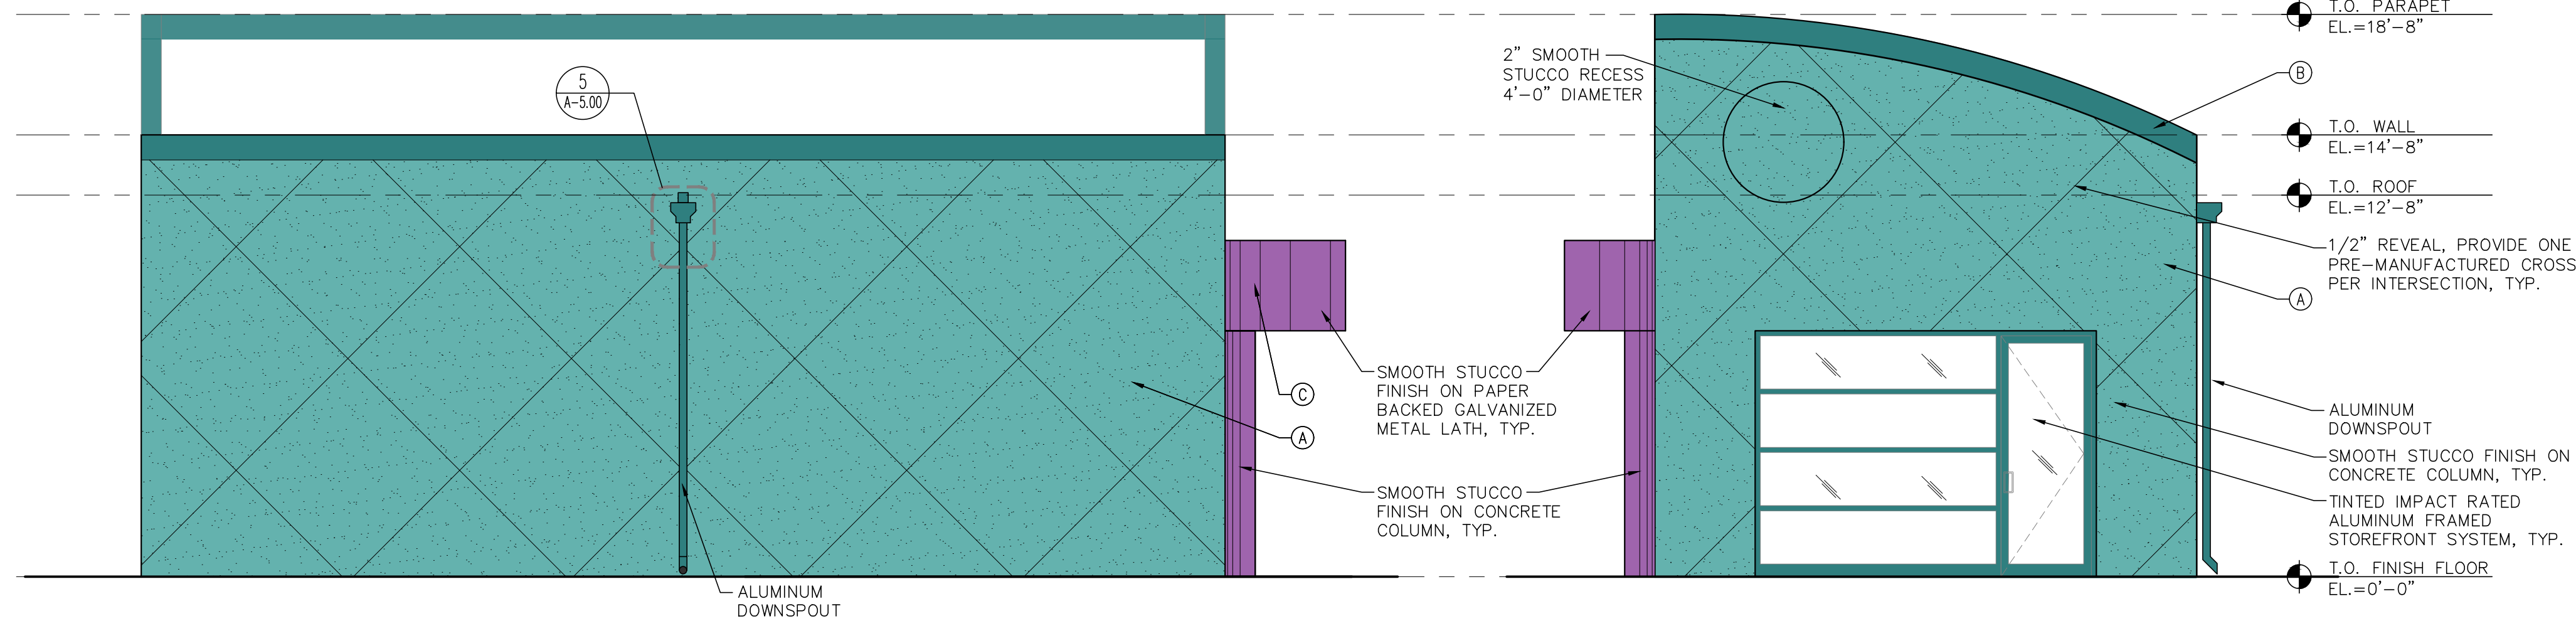 5
A-5.00
ALUMINUM
DOWNSPOUT
C
A
SMOOTH STUCCO
FINISH ON PAPER
BACKED GALVANIZED
METAL LATH, TYP.
SMOOTH STUCCO
FINISH ON CONCRETE
COLUMN, TYP.
2” SMOOTH
STUCCO RECESS
4’-0” DIAMETER
T.O. PARAPET
EL.=18’-8”
B
T.O. WALL
EL.=14’-8”
T.O. ROOF
EL.=12’-8”
1/2” REVEAL, PROVIDE ONE
PRE-MANUFACTURED CROSS
PER INTERSECTION, TYP.
A
ALUMINUM
DOWNSPOUT
SMOOTH STUCCO FINISH ON
CONCRETE COLUMN, TYP.
TINTED IMPACT RATED
ALUMINUM FRAMED
STOREFRONT SYSTEM, TYP.
T.O. FINISH FLOOR
EL.=0’-0”